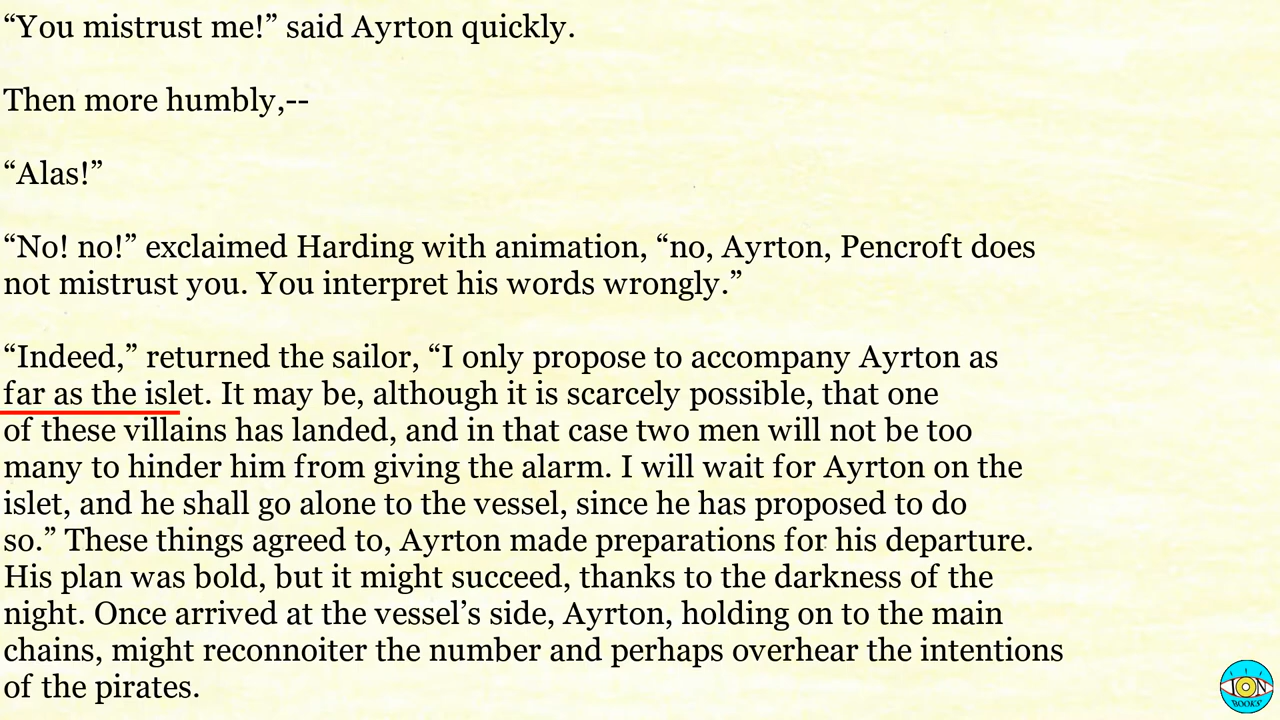 “You mistrust me!” said Ayrton quickly.
Then more humbly,--
“Alas!”
“No! no!” exclaimed Harding with animation, “no, Ayrton, Pencroft does
not mistrust you. You interpret his words wrongly.”
“Indeed,” returned the sailor, “I only propose to accompany Ayrton as
far as the islet. It may be, although it is scarcely possible, that one
of these villains has landed, and in that case two men will not be too
many to hinder him from giving the alarm. I will wait for Ayrton on the
islet, and he shall go alone to the vessel, since he has proposed to do
so.” These things agreed to, Ayrton made preparations for his departure.
His plan was bold, but it might succeed, thanks to the darkness of the
night. Once arrived at the vessel’s side, Ayrton, holding on to the main
chains, might reconnoiter the number and perhaps overhear the intentions
of the pirates.
ION
BOOKS